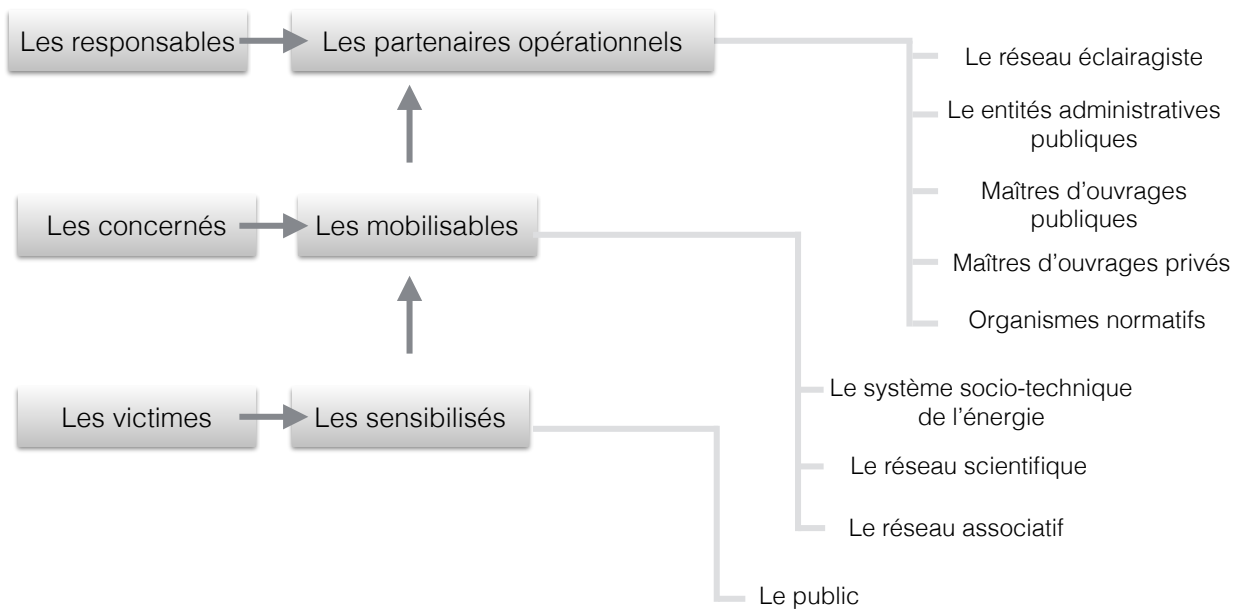 Les responsables
Les partenaires opérationnels
Le réseau éclairagiste
Le entités administratives
publiques
Maîtres d'ouvrages
publiques
Maîtres d'ouvrages privés
Organismes normatifs
Les concernés
Les mobilisables
Le système socio-technique
de l'énergie
Le réseau scientifique
Le réseau associatif
Les victimes
Les sensibilisés
Le public